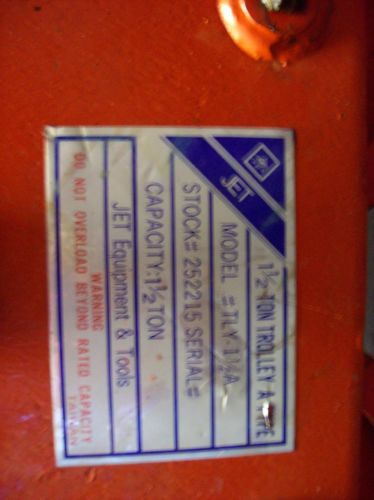 JET
1½ TON TROLLEY A TYPE
MODEL # TLY-1½A
STOCK# 252215 SERIAL#
CAPACITY: 1½ TON
JET Equipment & Tools
WARNING
DO NOT OVERLOAD BEYOND RATED CAPACITY
TAIWAN